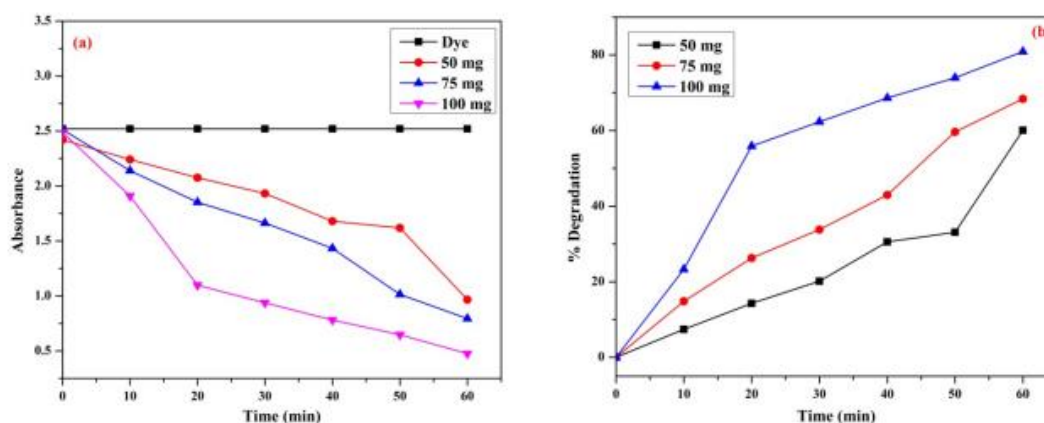 (a)
Dye
50 mg
75 mg
100 mg
3.5
3.0
2.5
2.0
1.5
1.0
0.5
Absorbance
0 10 20 30 40 50 60
Time (min)
(b
50 mg
75 mg
100 mg
80
60
40
20
0
% Degradation
0 10 20 30 40 50 60
Time (min)